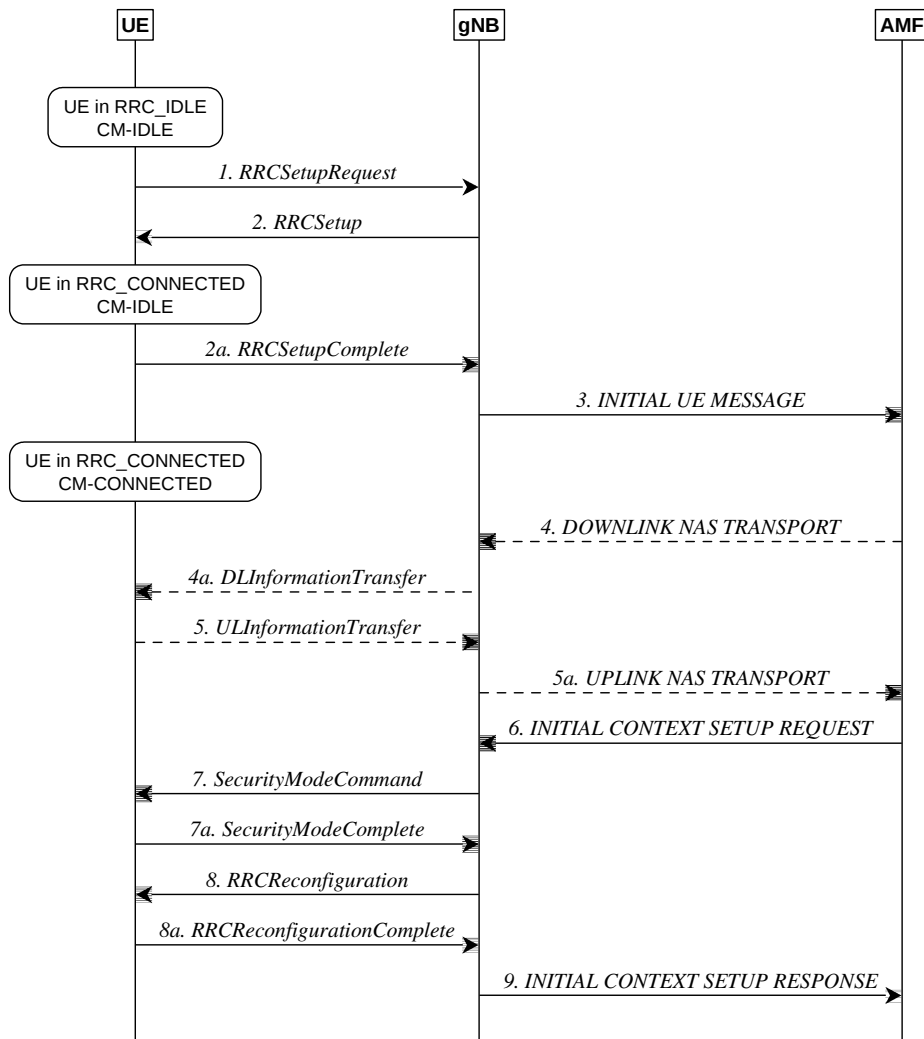 UE
gNB
AMF
UE in RRC_IDLE
CM-IDLE
1. RRCSetupRequest
2. RRCSetup
UE in RRC_CONNECTED
CM-IDLE
2a. RRCSetupComplete
3. INITIAL UE MESSAGE
UE in RRC_CONNECTED
CM-CONNECTED
4. DOWNLINK NAS TRANSPORT
4a. DLInformationTransfer
5. ULInformationTransfer
5a. UPLINK NAS TRANSPORT
6. INITIAL CONTEXT SETUP REQUEST
7. SecurityModeCommand
7a. SecurityModeComplete
8. RRCReconfiguration
8a. RRCReconfigurationComplete
9. INITIAL CONTEXT SETUP RESPONSE